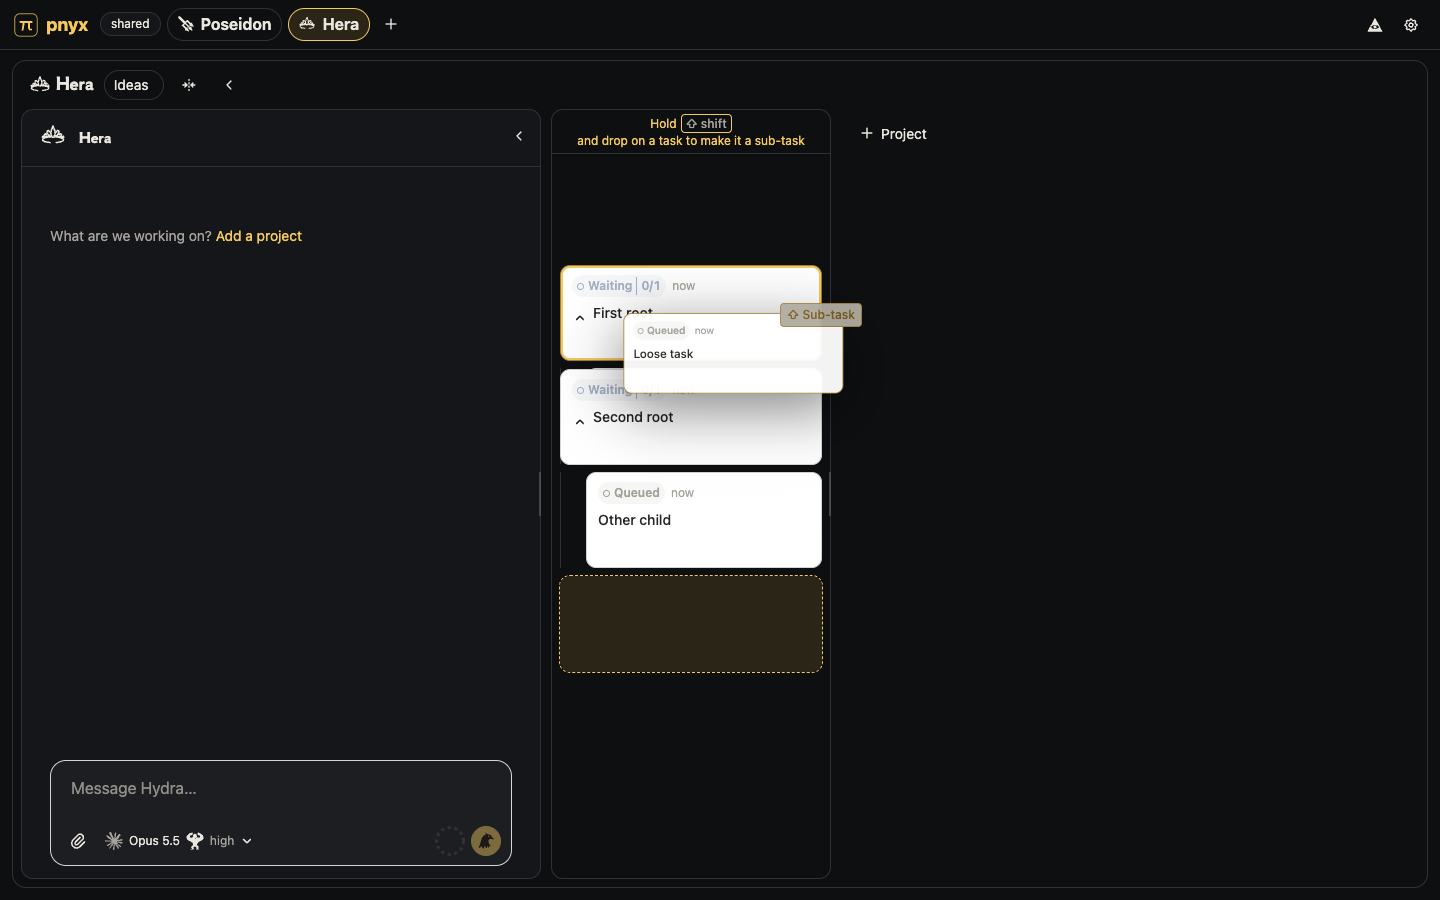 π pnyx shared Poseidon Hera +
Hera Ideas
Hera
What are we working on? Add a project
Message Hydra...
Opus 5.5 high
Hold shift
and drop on a task to make it a sub-task
Waiting 0/1 now
First root
Sub-task
Queued now
Loose task
Waiting
Second root
Queued now
Other child
+ Project